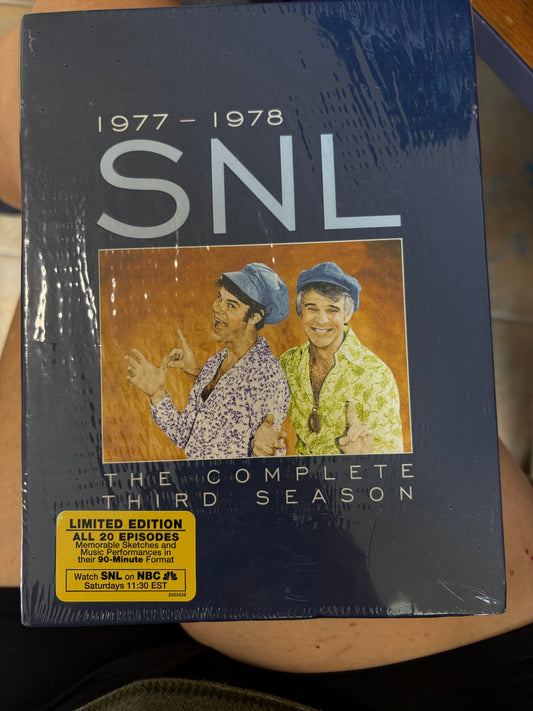 1977 – 1978
SNL
THE COMPLETE
THIRD SEASON
LIMITED EDITION
ALL 20 EPISODES
Memorable Sketches and
Music Performances in
their 90-Minute Format
Watch SNL on NBC
Saturdays 11:30 EST